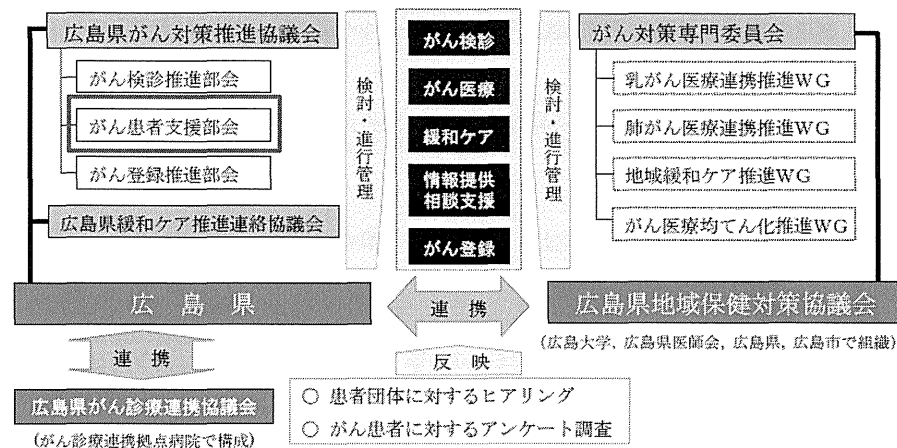 広島県がん対策推進協議会
がん検診推進部会
がん患者支援部会
がん登録推進部会
広島県緩和ケア推進連絡協議会
検討・進行管理
がん検診
がん医療
緩和ケア
情報提供
相談支援
がん登録
検討・進行管理
がん対策専門委員会
乳がん医療連携推進WG
肺がん医療連携推進WG
地域緩和ケア推進WG
がん医療均てん化推進WG
広島県
連携
広島県地域保健対策協議会
(広島大学, 広島県医師会, 広島県, 広島市で組織)
連携
反映
広島県がん診療連携協議会
(がん診療連携拠点病院で構成)
○ 患者団体に対するヒアリング
○ がん患者に対するアンケート調査